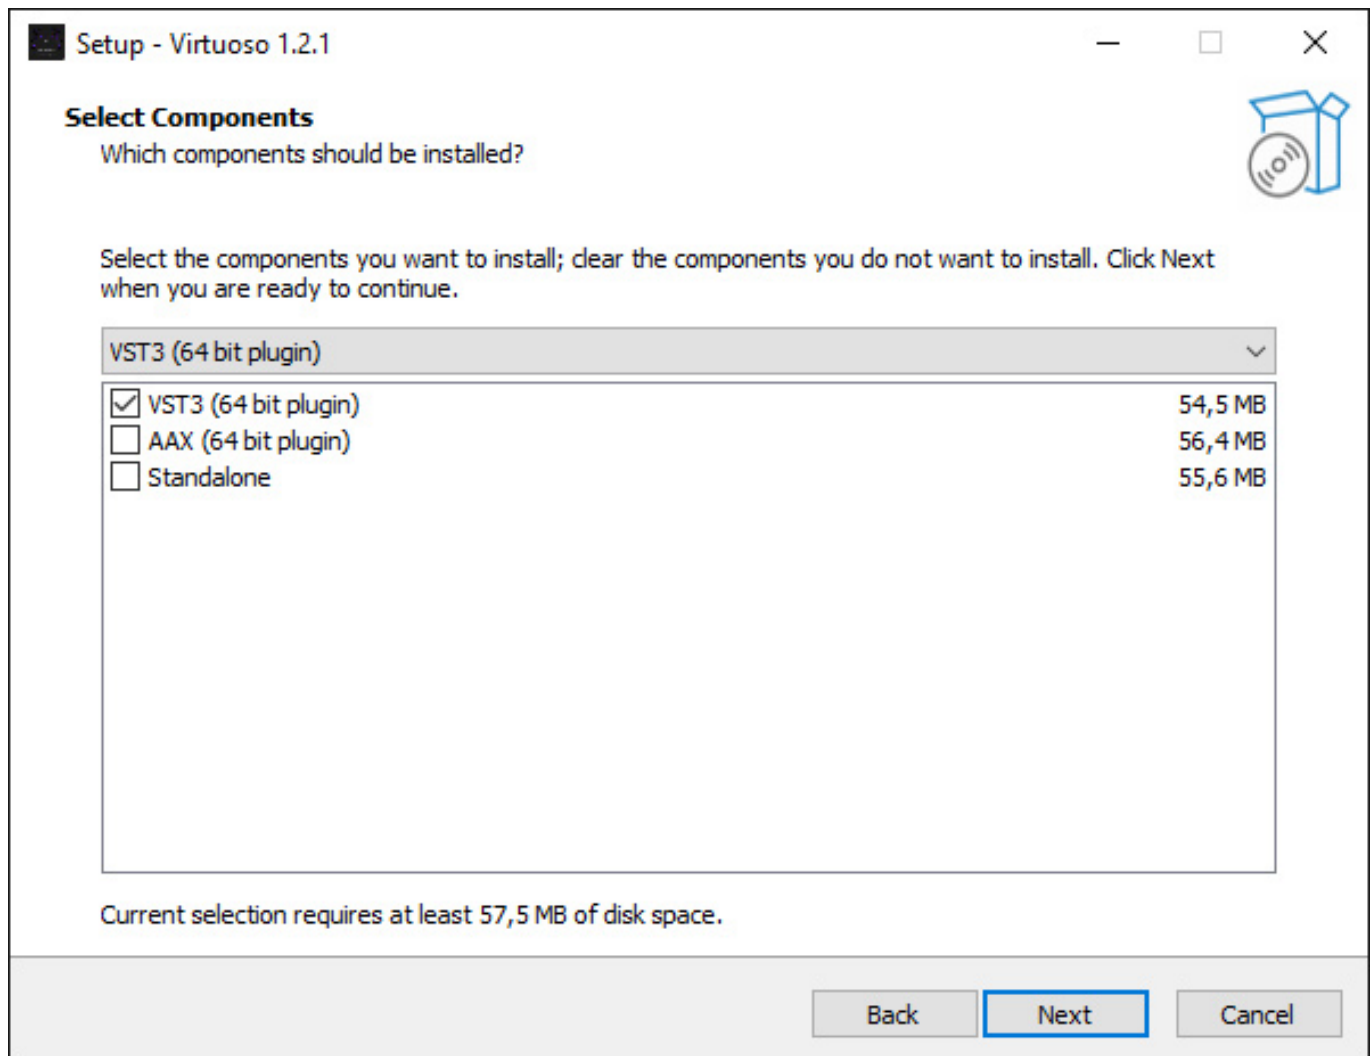 Setup - Virtuoso 1.2.1
Select Components
Which components should be installed?
Select the components you want to install; clear the components you do not want to install. Click Next
when you are ready to continue.
VST3 (64 bit plugin)
VST3 (64 bit plugin) 54,5 MB
AAX (64 bit plugin) 56,4 MB
Standalone 55,6 MB
Current selection requires at least 57,5 MB of disk space.
Back Next Cancel